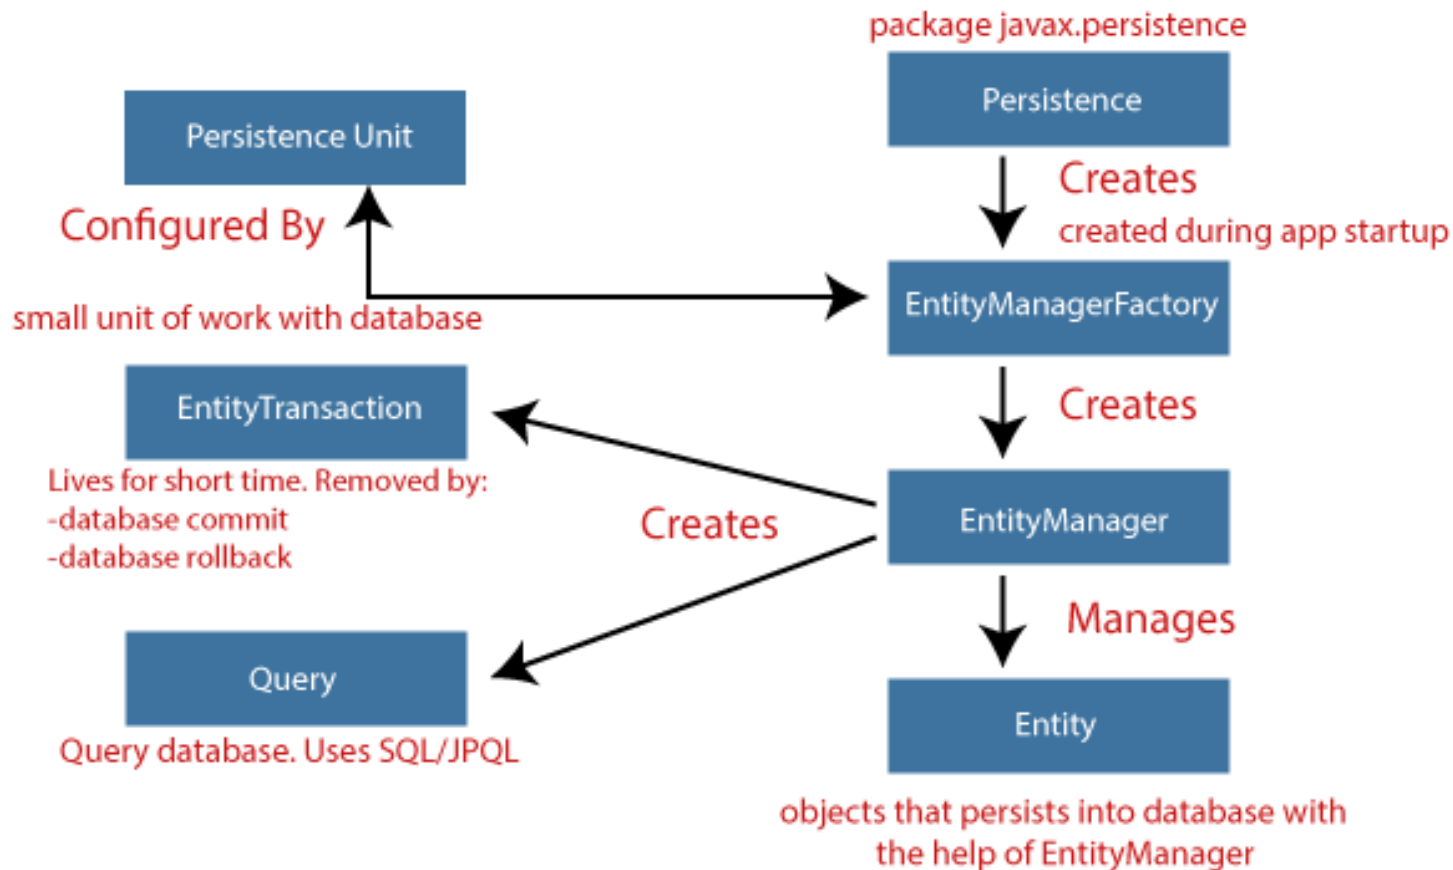 package javax.persistence
Persistence
Persistence Unit
Creates
Configured By
created during app startup
EntityManagerFactory
small unit of work with database
EntityTransaction
Creates
Lives for short time. Removed by:
-database commit
-database rollback
Creates
EntityManager
Manages
Query
Entity
Query database. Uses SQL/JPQL
objects that persists into database with
the help of EntityManager